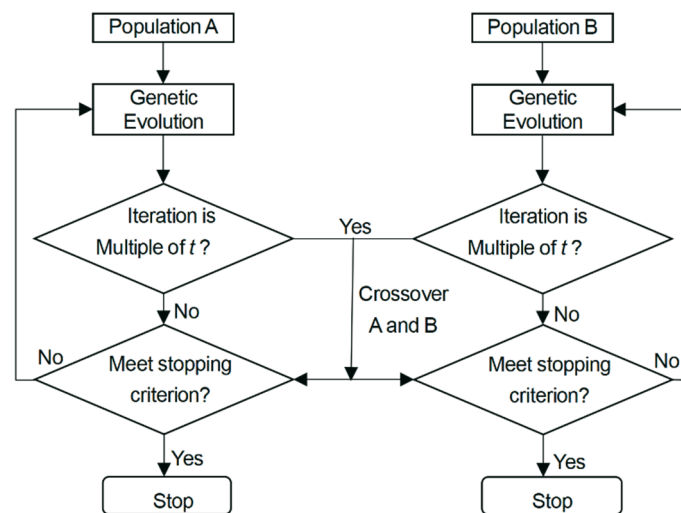 Population A
Population B
Genetic
Evolution
Genetic
Evolution
Iteration is
Multiple of t ?
Yes
Iteration is
Multiple of t ?
Crossover
A and B
No
No
No
Meet stopping
criterion?
Meet stopping
criterion?
No
Yes
Yes
Stop
Stop